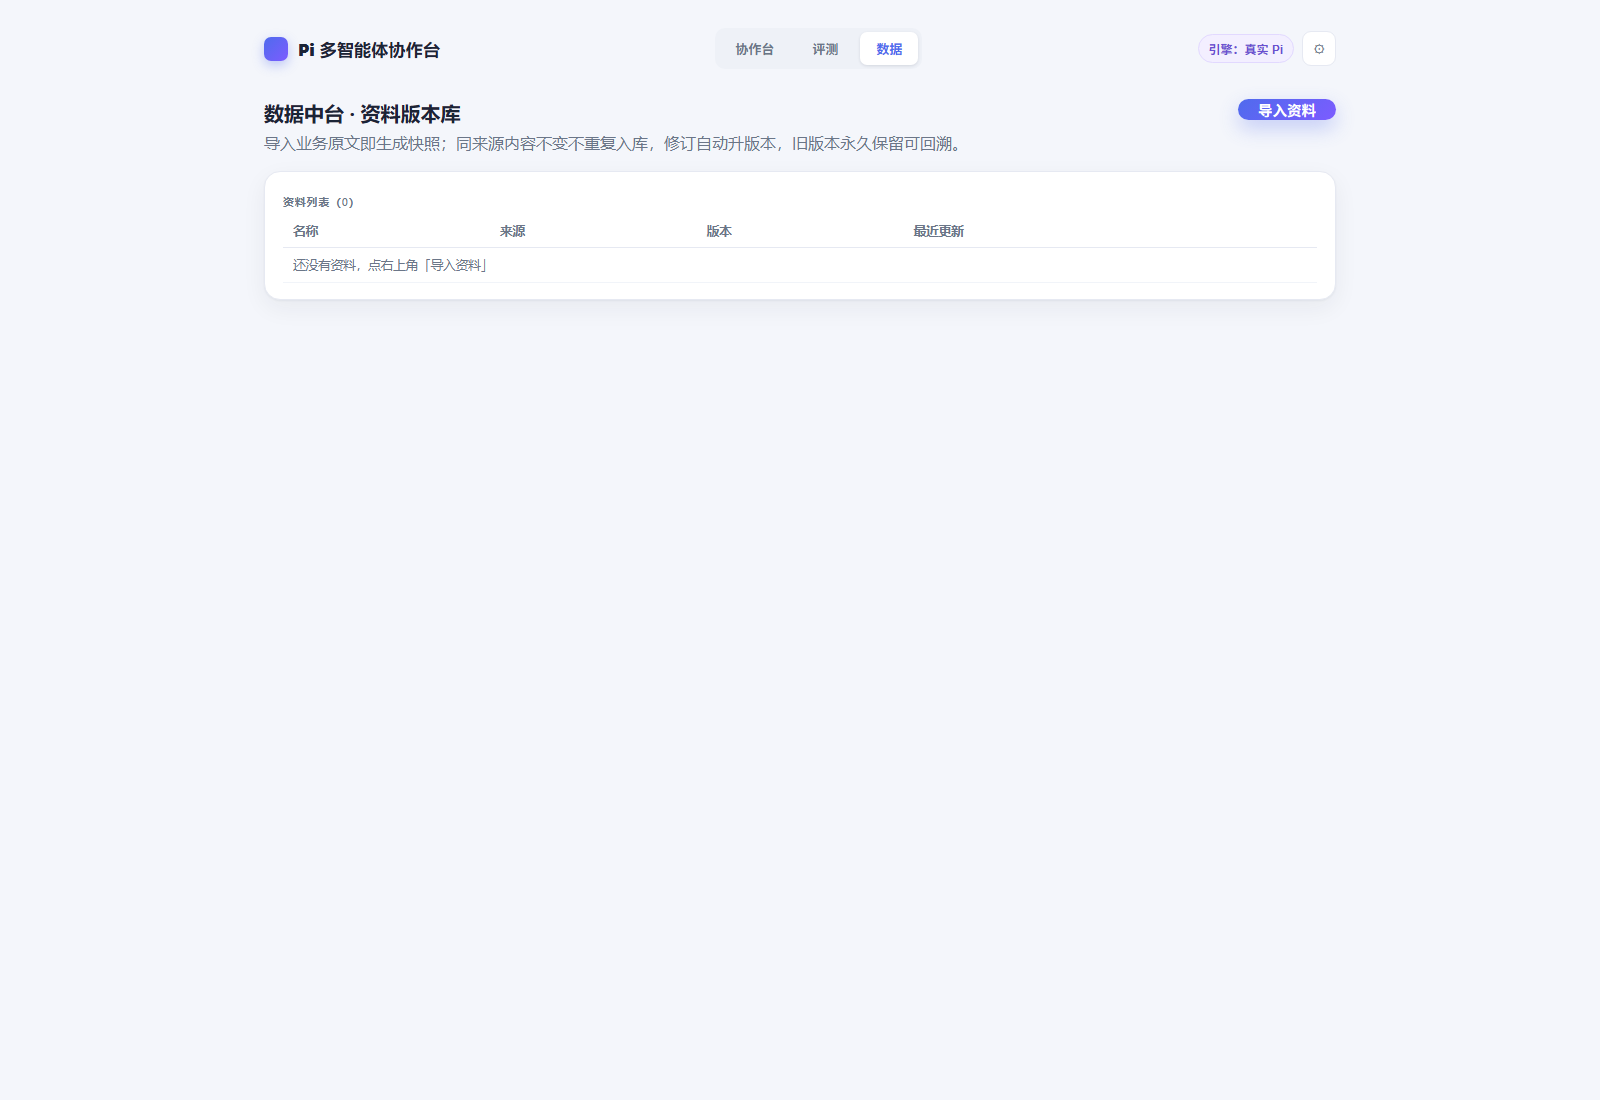 Pi 多智能体协作台
协作台 评测 数据
引擎：真实 Pi
数据中台 · 资料版本库
导入资料
导入业务原文即生成快照；同来源内容不变不重复入库，修订自动升版本，旧版本永久保留可回溯。
资料列表（0）
名称 来源 版本 最近更新
还没有资料，点右上角「导入资料」